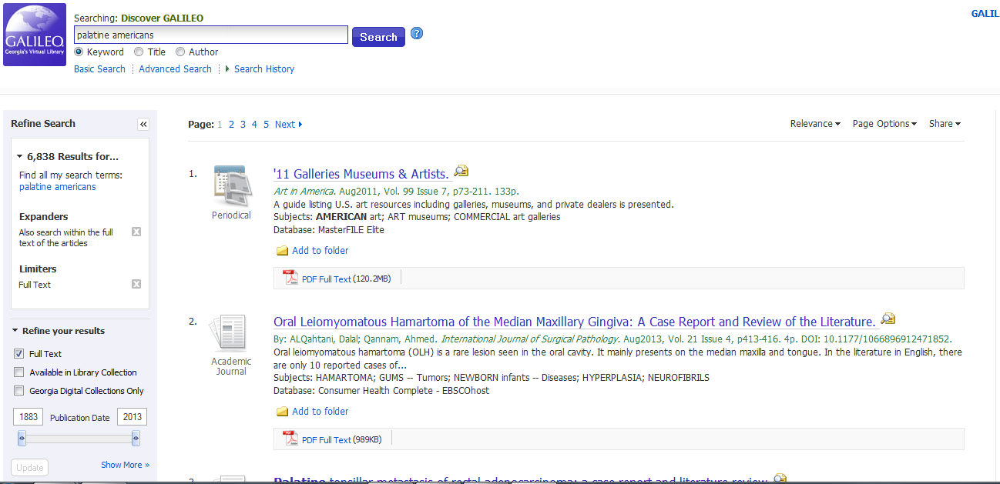 GALILEO
Georgia's Virtual Library
Searching: Discover GALILEO
GALIL
palatine americans
Search
?
Keyword Title Author
Basic Search Advanced Search Search History
Refine Search «
6,838 Results for...
Find all my search terms:
palatine americans
Expanders
Also search within the full
text of the articles
Limiters
Full Text
Refine your results
Full Text
Available in Library Collection
Georgia Digital Collections Only
1883 Publication Date 2013
Show More »
Update
Page: 1 2 3 4 5 Next
Relevance Page Options Share
1.
Periodical
'11 Galleries Museums & Artists.
Art in America. Aug2011, Vol. 99 Issue 7, p73-211. 133p.
A guide listing U.S. art resources including galleries, museums, and private dealers is presented.
Subjects: AMERICAN art; ART museums; COMMERCIAL art galleries
Database: MasterFILE Elite
Add to folder
PDF Full Text (120.2MB)
2.
Academic
Journal
Oral Leiomyomatous Hamartoma of the Median Maxillary Gingiva: A Case Report and Review of the Literature.
By: ALQahtani, Dalal; Qannam, Ahmed. International Journal of Surgical Pathology. Aug2013, Vol. 21 Issue 4, p413-416. 4p. DOI: 10.1177/1066896912471852.
Oral leiomyomatous hamartoma (OLH) is a rare lesion seen in the oral cavity. It mainly presents on the median maxilla and tongue. In the literature in English, there
are only 10 reported cases of...
Subjects: HAMARTOMA; GUMS -- Tumors; NEWBORN infants -- Diseases; HYPERPLASIA; NEUROFIBRILS
Database: Consumer Health Complete - EBSCOhost
Add to folder
PDF Full Text (989KB)
3.
Palatine tonsillar metastasis of rectal adenocarcinoma: a case report and literature review.